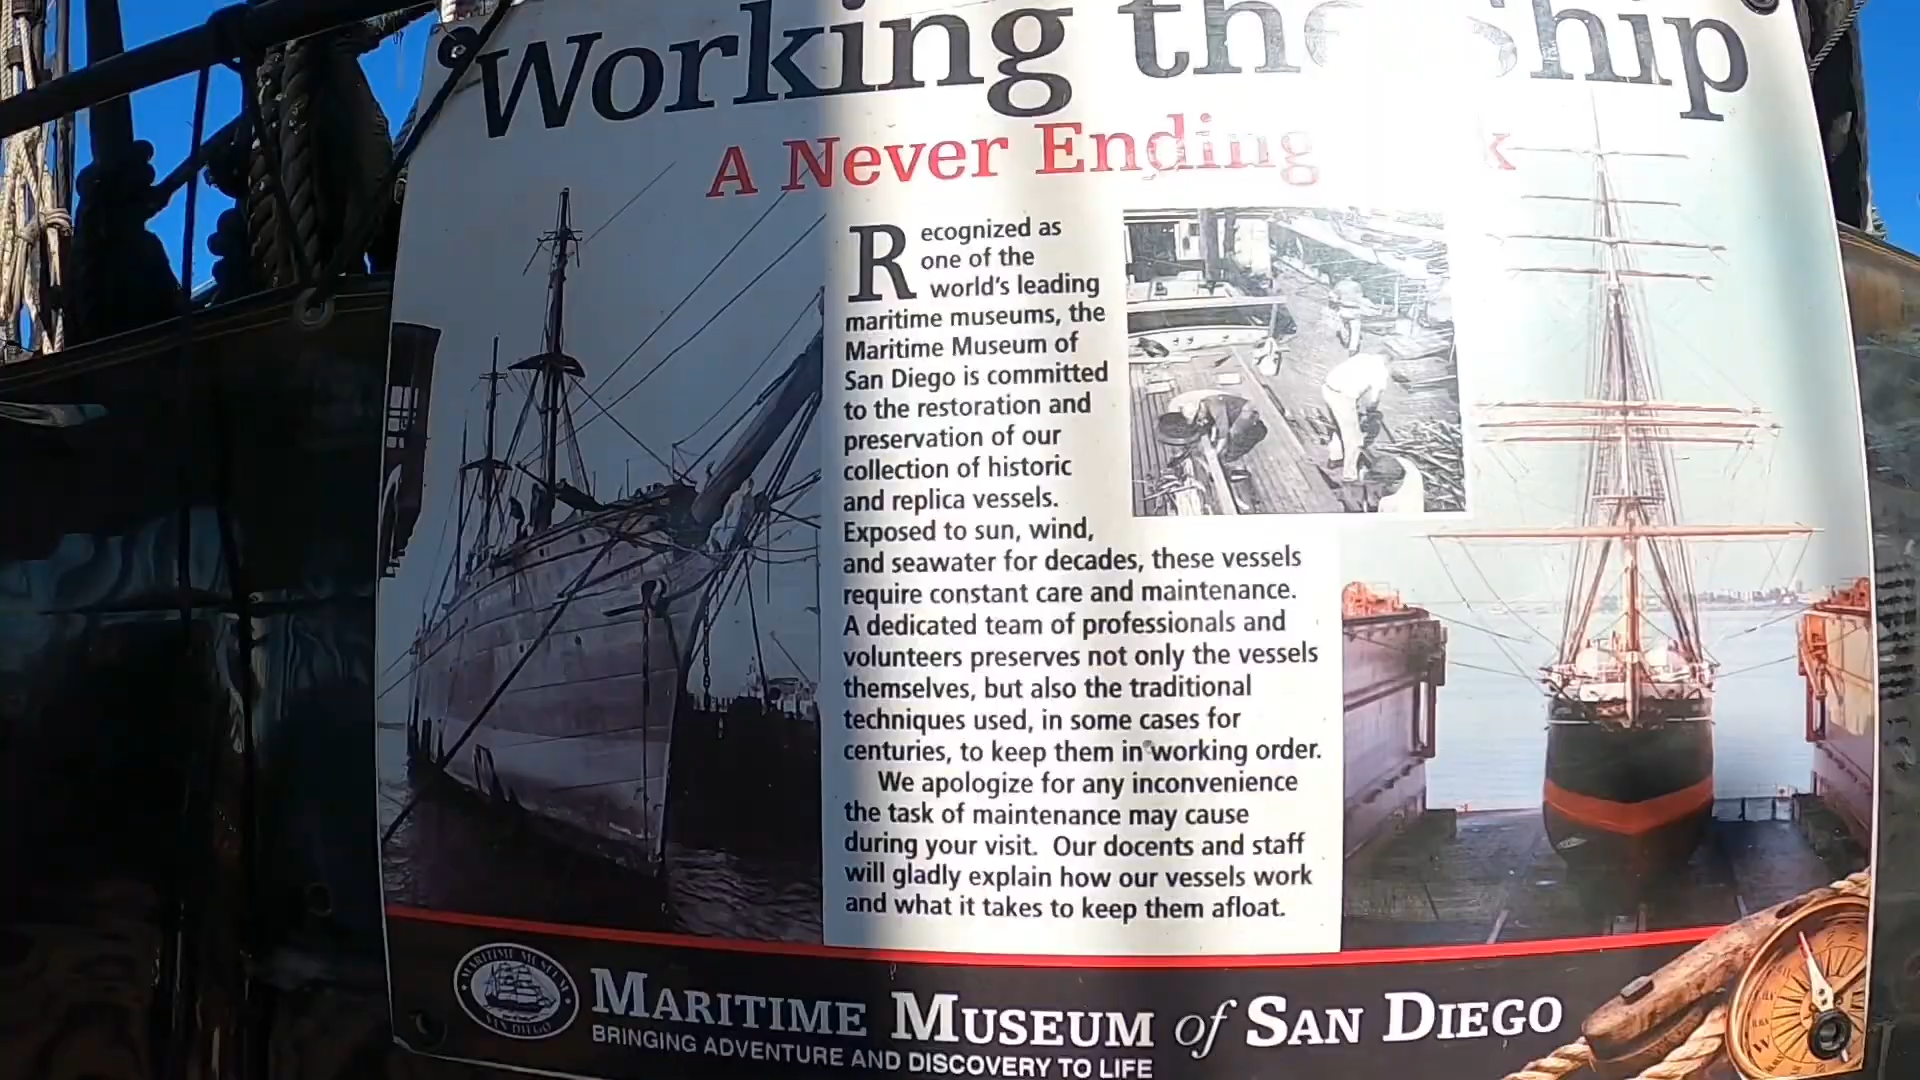 Working the Ship
A Never Ending
Recognized as
one of the
world's leading
maritime museums, the
Maritime Museum of
San Diego is committed
to the restoration and
preservation of our
collection of historic
and replica vessels.
Exposed to sun, wind,
and seawater for decades, these vessels
require constant care and maintenance.
A dedicated team of professionals and
volunteers preserves not only the vessels
themselves, but also the traditional
techniques used, in some cases for
centuries, to keep them in working order.
We apologize for any inconvenience
the task of maintenance may cause
during your visit. Our docents and staff
will gladly explain how our vessels work
and what it takes to keep them afloat.
MARITIME MUSEUM
SAN DIEGO
MARITIME MUSEUM of SAN DIEGO
BRINGING ADVENTURE AND DISCOVERY TO LIFE